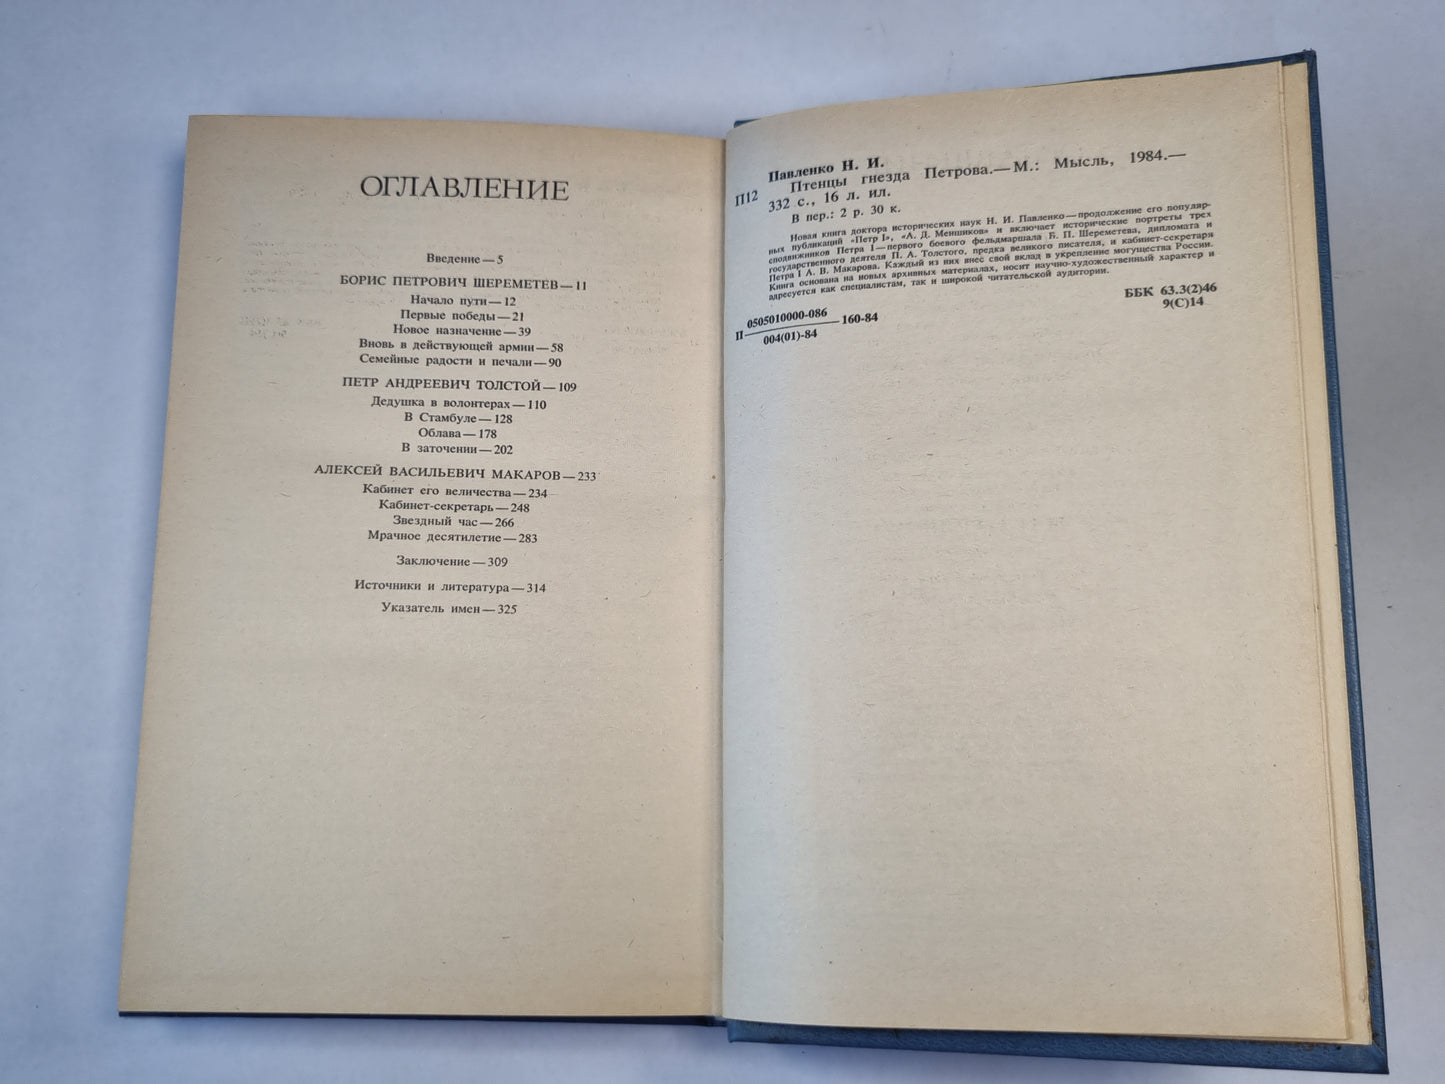 ОГЛАВЛЕНИЕ
Введение—5
БОРИС ПЕТРОВИЧ ШЕРЕМЕТЕВ—11
Начало пути—12
Первые победы—21
Новое назначение—39
Вновь в действующей армии—58
Семейные радости и печали—90
ПЕТР АНДРЕЕВИЧ ТОЛСТОЙ—109
Дедушка в волонтерах—110
В Стамбуле—128
Облава—178
В заточении—202
АЛЕКСЕЙ ВАСИЛЬЕВИЧ МАКАРОВ—233
Кабинет его величества—234
Кабинет-секретарь—248
Звездный час—266
Мрачное десятилетие—283
Заключение—309
Источники и литература—314
Указатель имен—325
Павленко Н. И.
П12 Птенцы гнезда Петрова.—М.: Мысль, 1984.—
332 с., 16 л. ил.
В пер.: 2 р. 30 к.
Новая книга доктора исторических наук Н. И. Павленко—продолжение его популяр-
ных публикаций «Петр I», «А. Д. Меншиков» и включает исторические портреты трех
сподвижников Петра I—первого боевого фельдмаршала Б. П. Шереметева, дипломата и
государственного деятеля П. А. Толстого, предка великого писателя, и кабинет-секретаря
Петра I А. В. Макарова. Каждый из них внес свой вклад в укрепление могущества России.
Книга основана на новых архивных материалах, носит научно-художественный характер и
адресуется как специалистам, так и широкой читательской аудитории.
П 0505010000-086
004(01)-84
160-84
ББК 63.3(2)46
9(С)14